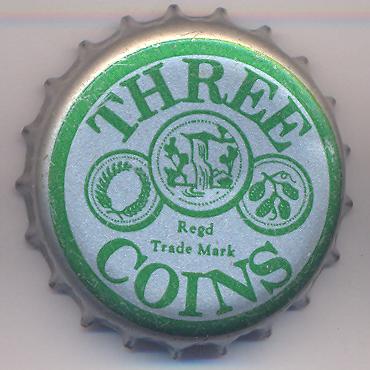 THREE
Regd
Trade Mark
COINS